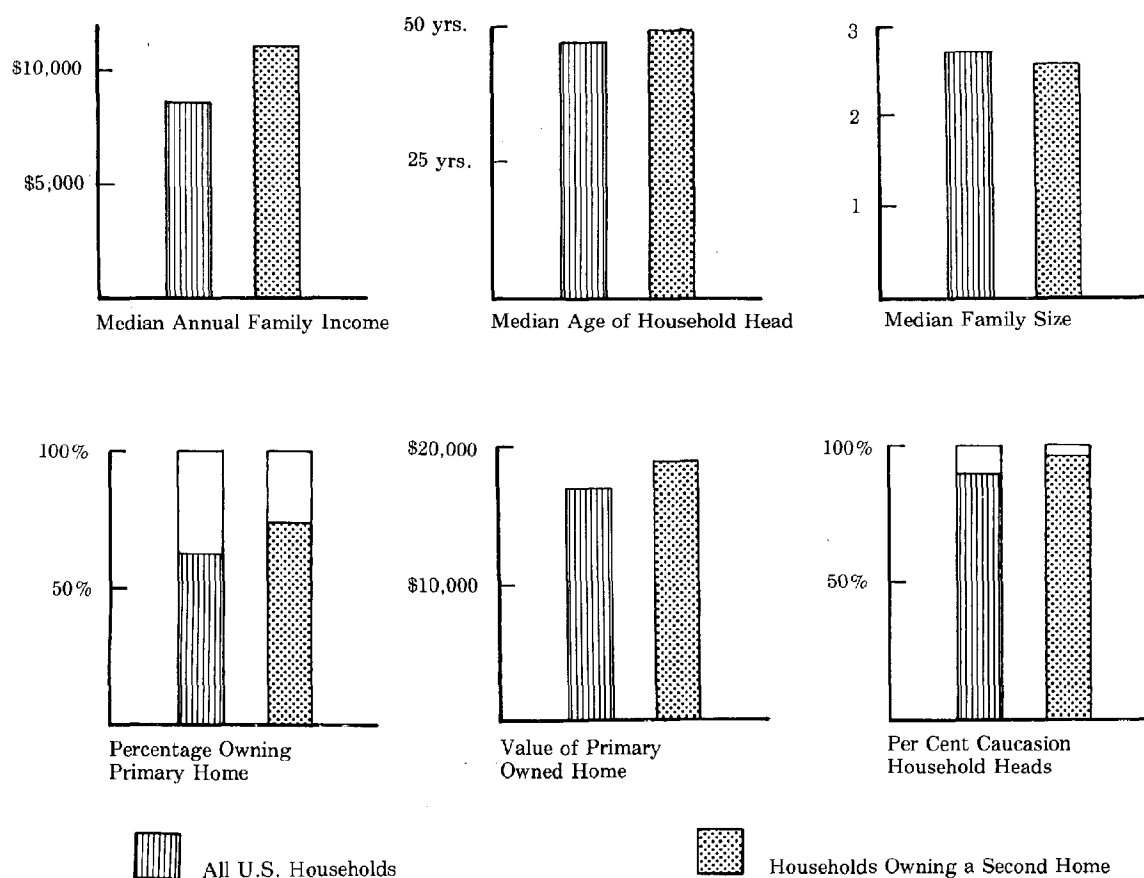 $10,000
$5,000
Median Annual Family Income
50 yrs.
25 yrs.
Median Age of Household Head
3
2
1
Median Family Size
100%
50%
Percentage Owning
Primary Home
$20,000
$10,000
Value of Primary
Owned Home
100%
50%
Per Cent Caucasion
Household Heads
All U.S. Households
Households Owning a Second Home